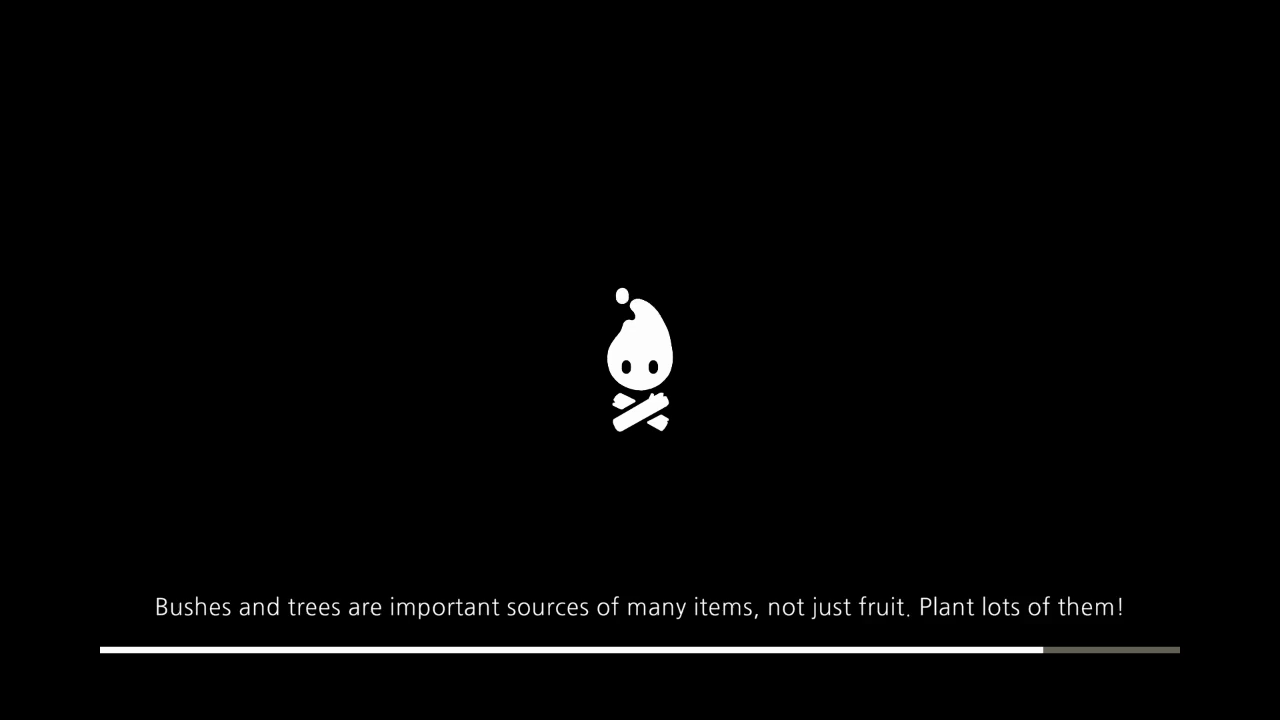 Bushes and trees are important sources of many items, not just fruit. Plant lots of them!